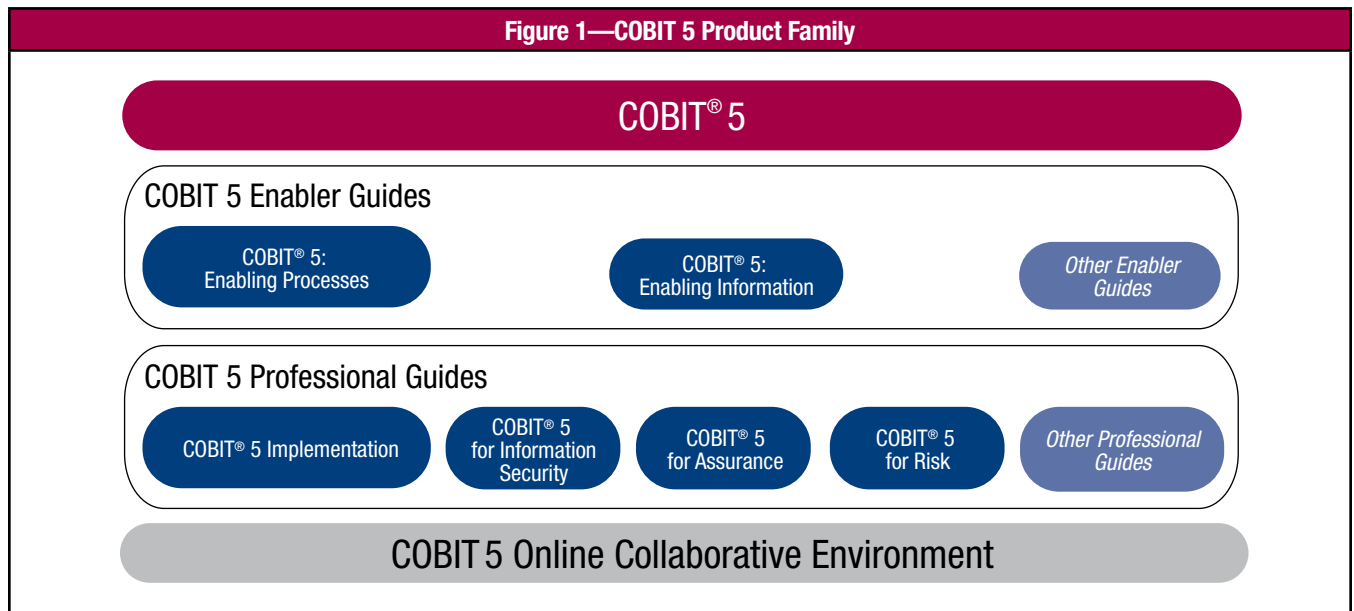 Figure 1—COBIT 5 Product Family
COBIT® 5
COBIT 5 Enabler Guides
COBIT® 5:
Enabling Processes
COBIT® 5:
Enabling Information
Other Enabler
Guides
COBIT 5 Professional Guides
COBIT® 5 Implementation
COBIT® 5
for Information
Security
COBIT® 5
for Assurance
COBIT® 5
for Risk
Other Professional
Guides
COBIT 5 Online Collaborative Environment